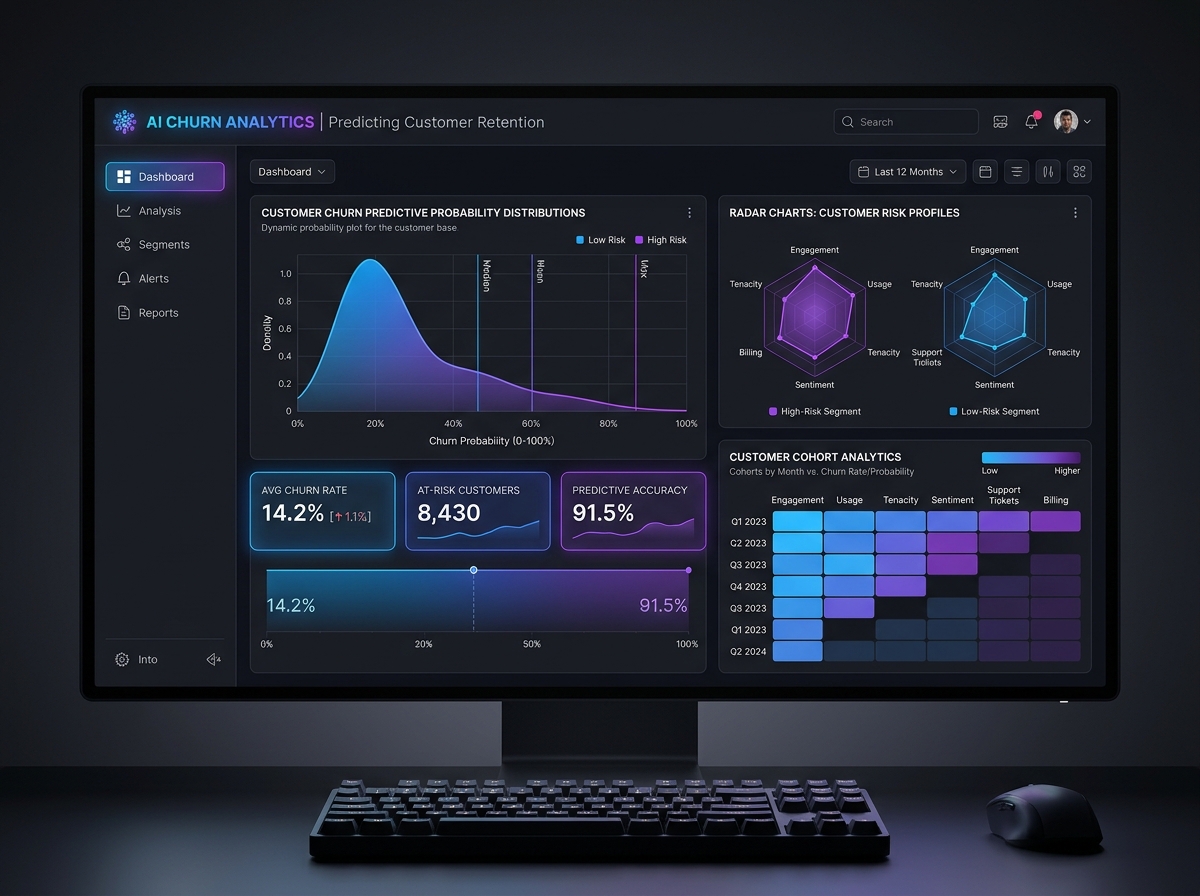 AI CHURN ANALYTICS | Predicting Customer Retention
Search
Dashboard
Analysis
Segments
Alerts
Reports
Into
Dashboard
Last 12 Months
CUSTOMER CHURN PREDICTIVE PROBABILITY DISTRIBUTIONS
Dynamic probability plot for the customer base
Low Risk
High Risk
1.0
0.8
0.6
0.4
0.2
0
0%
20%
40%
60%
80%
100%
Churn Probability (0-100%)
AVG CHURN RATE
14.2% [↑1.1%]
AT-RISK CUSTOMERS
8,430
PREDICTIVE ACCURACY
91.5%
14.2%
91.5%
0%
20%
50%
100%
RADAR CHARTS: CUSTOMER RISK PROFILES
Engagement
Tenacity
Usage
Billing
Tenacity
Sentiment
High-Risk Segment
Engagement
Tenacity
Usage
Support
Tickets
Tenacity
Sentiment
Low-Risk Segment
CUSTOMER COHORT ANALYTICS
Cohorts by Month vs. Churn Rate/Probability
Low
Higher
Engagement
Usage
Tenacity
Sentiment
Support
Tokets
Billing
Q1 2023
Q2 2023
Q3 2023
Q4 2023
Q3 2023
Q1 2023
Q2 2024